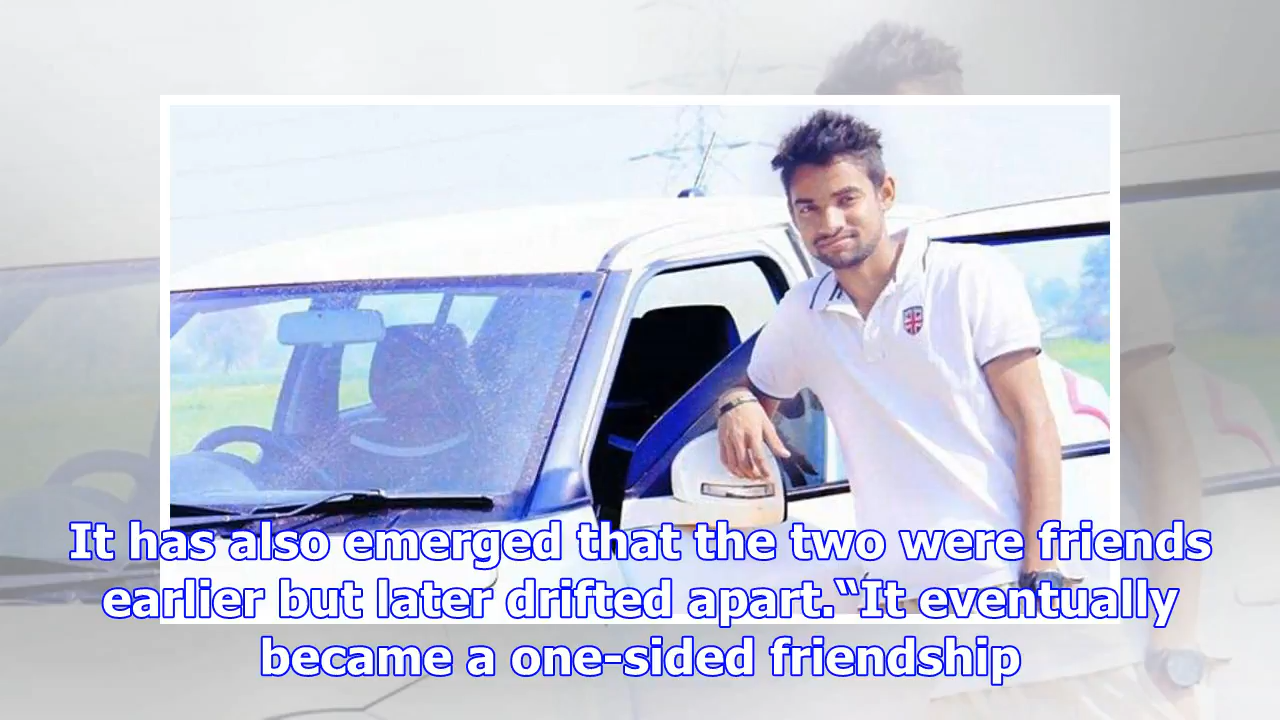 It has also emerged that the two were friends
earlier but later drifted apart.“It eventually
became a one-sided friendship